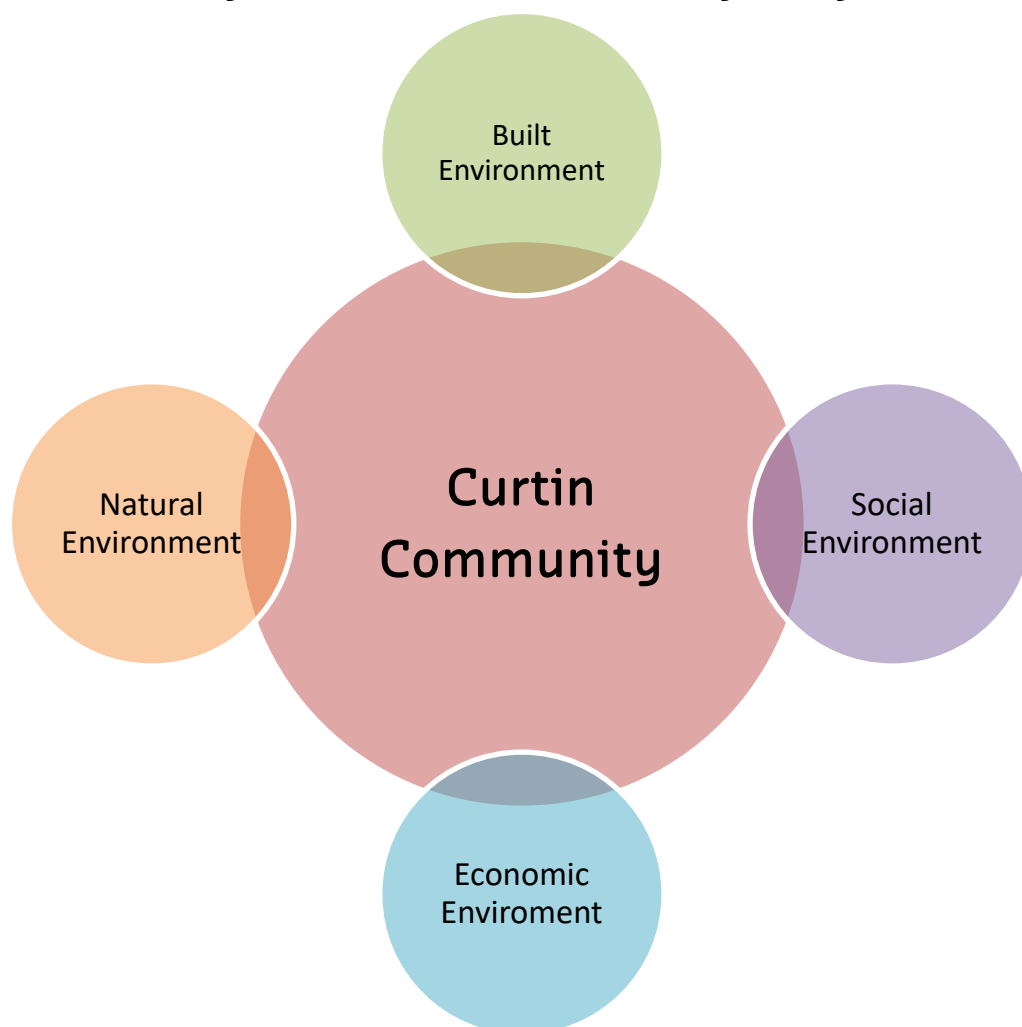 Built
Environment
Natural
Environment
Curtin
Community
Social
Environment
Economic
Enviroment